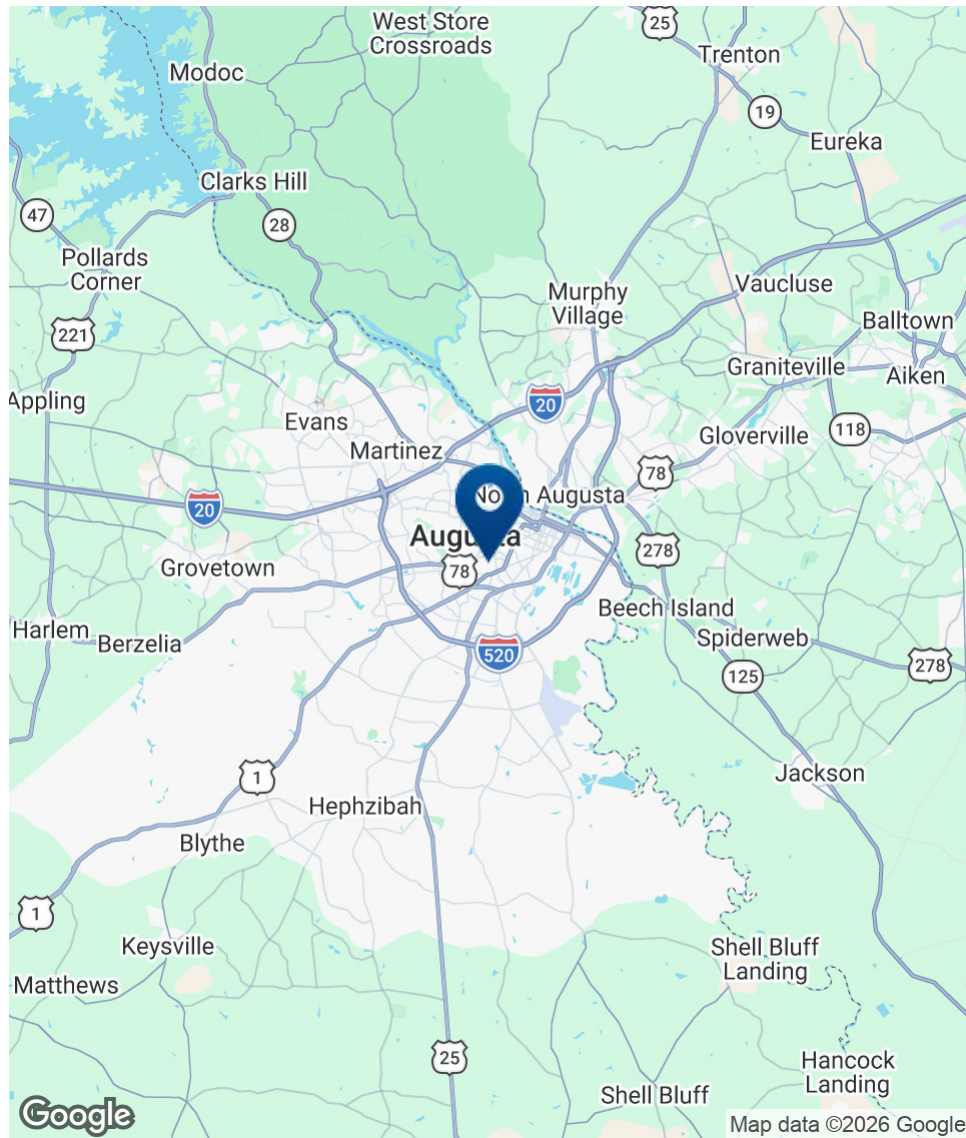 West Store
Crossroads
25
Trenton
Modoc
19
Eureka
Clarks Hill
47
28
Pollards
Corner
Murphy
Village
Vaucluse
Balltown
221
Graniteville
Aiken
Appling
20
Evans
118
Martinez
Gloverville
78
20
No
n Augusta
Augusta
278
Grovetown
78
Beech Island
Harlem
Berzelia
Spiderweb
520
278
125
Jackson
1
Hephzibah
Blythe
1
Keysville
Shell Bluff
Landing
Matthews
25
Hancock
Landing
Shell Bluff
Google
Map data ©2026 Google